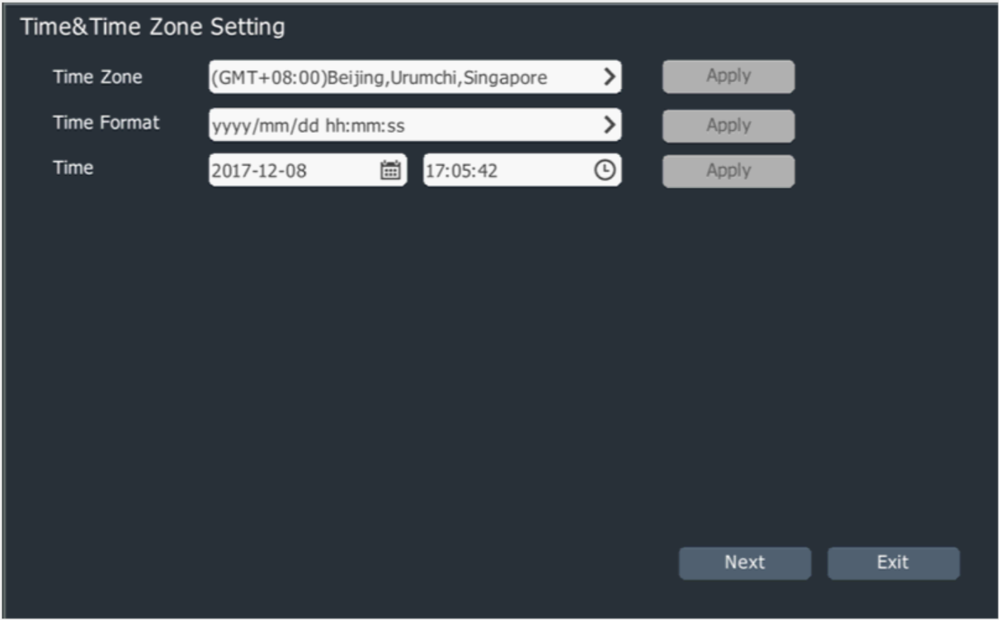 Time&Time Zone Setting
Time Zone (GMT+08:00)Beijing,Urumchi,Singapore Apply
Time Format yyyy/mm/dd hh:mm:ss Apply
Time 2017-12-08 17:05:42 Apply
Next Exit